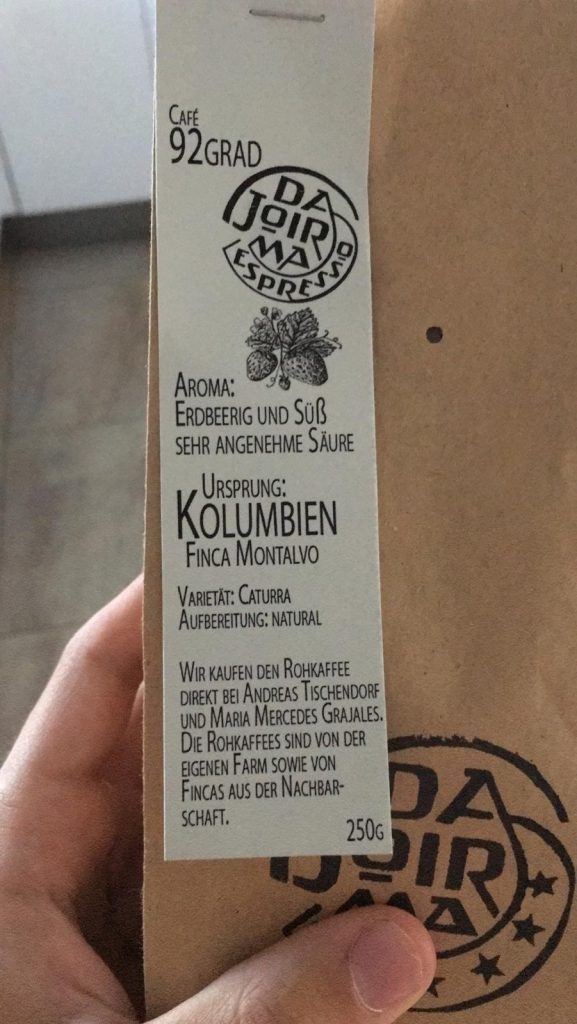 Café
92grad
DA
JOIR
MA
ESPRESSO
Aroma:
Erdbeerig und Süß
sehr angenehme Säure
Ursprung:
Kolumbien
Finca Montalvo
Varietät: Caturra
Aufbereitung: natural
Wir kaufen den Rohkaffee
direkt bei Andreas Tischendorf
und Maria Mercedes Grajales.
Die Rohkaffees sind von der
eigenen Farm sowie von
Fincas aus der Nachbar-
schaft.
250g
DA
JOIR
MA